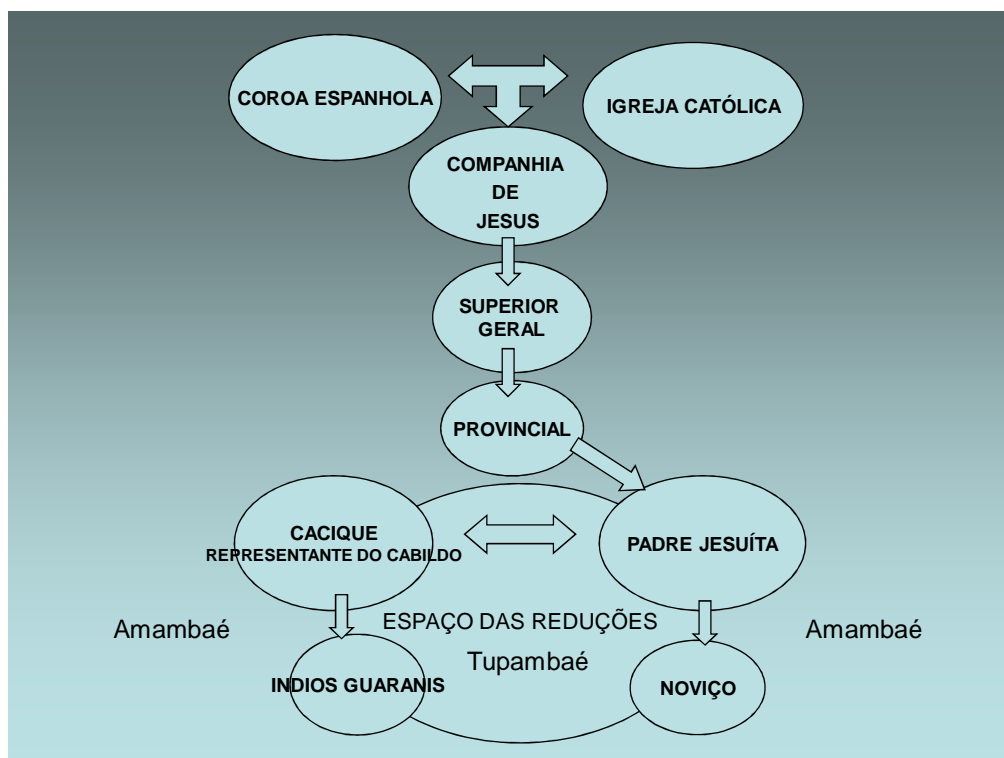 COROA ESPANHOLA
IGREJA CATÓLICA
COMPANHIA
DE
JESUS
SUPERIOR
GERAL
PROVINCIAL
CACIQUE
REPRESENTANTE DO CABILDO
PADRE JESUÍTA
Amambaé
ESPAÇO DAS REDUÇÕES
Amambaé
Tupambaé
INDIOS GUARANIS
NOVIÇO